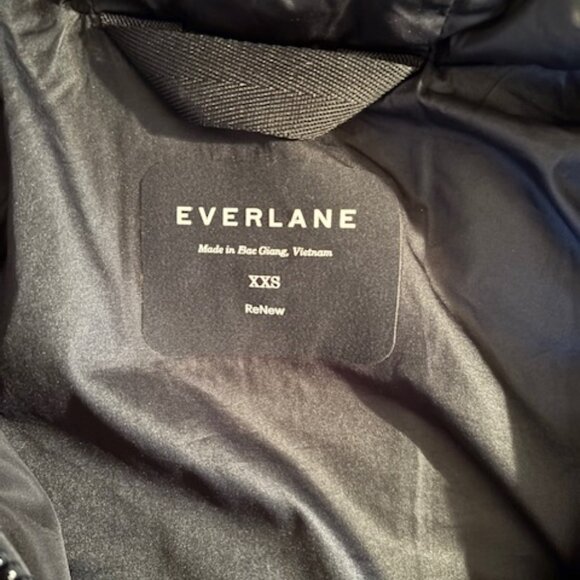 EVERLANE
Made in Bac Giang, Vietnam
XXS
ReNew